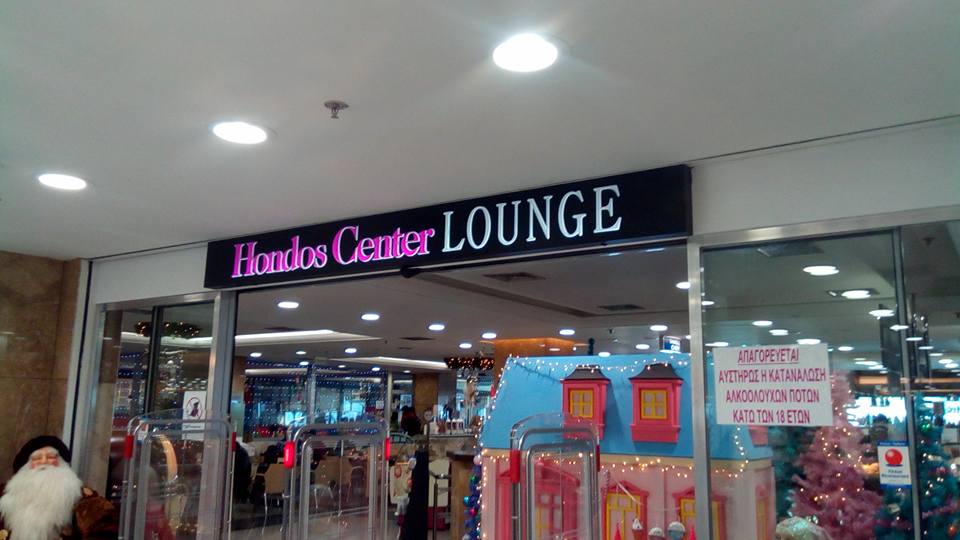 Hondos Center LOUNGE
ΑΠΑΓΟΡΕΥΕΤΑΙ
ΑΥΣΤΗΡΩΣ Η ΚΑΤΑΝΑΛΩΣΗ
ΑΛΚΟΟΛΟΥΧΩΝ ΠΟΤΩΝ
ΚΑΤΩ ΤΩΝ 18 ΕΤΩΝ